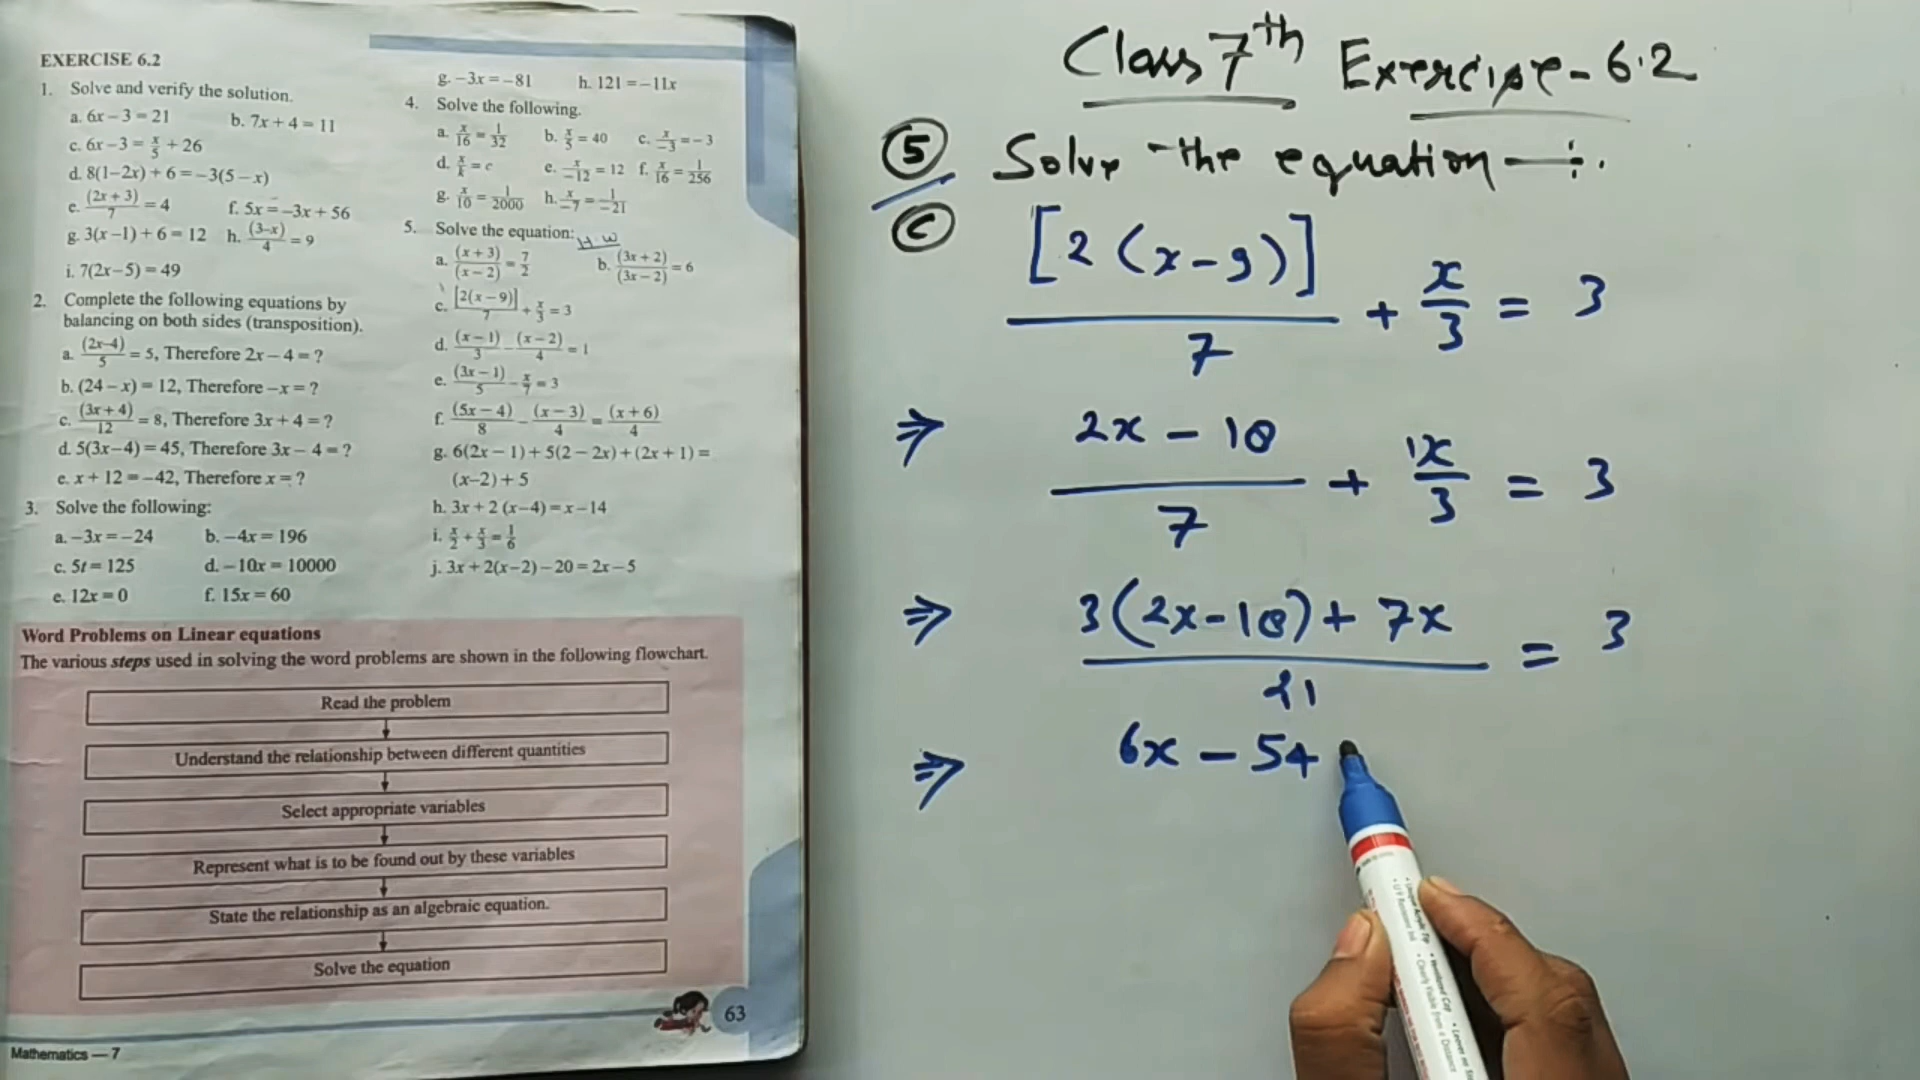 EXERCISE 6.2
1. Solve and verify the solution.
a. 6x – 3 = 21 b. 7x + 4 = 11
c. 6x – 3 = x/5 + 26
d. 8(1–2x) + 6 = –3(5 – x)
e. (2x + 3)/7 = 4 f. 5x = –3x + 56
g. 3(x –1) + 6 = 12 h. (3–x)/4 = 9
i. 7(2x–5) = 49
2. Complete the following equations by
balancing on both sides (transposition).
a. (2x–4)/5 = 5, Therefore 2x – 4 = ?
b. (24 – x) = 12, Therefore –x = ?
c. (3x + 4)/12 = 8, Therefore 3x + 4 = ?
d. 5(3x–4) = 45, Therefore 3x – 4 = ?
e. x + 12 = –42, Therefore x = ?
3. Solve the following:
a. –3x = –24 b. –4x = 196
c. 5t = 125 d. – 10x = 10000
e. 12x = 0 f. 15x = 60
g. –3x = –81 h. 121 = –11x
4. Solve the following.
a. x/16 = 1/32 b. x/5 = 40 c. x/–3 = – 3
d. x/k = c e. x/–12 = 12 f. x/16 = 1/256
g. x/10 = 1/2000 h. x/–7 = 1/–21
5. Solve the equation: H.W
a. (x + 3)/(x – 2) = 7/2 b. (3x + 2)/(3x – 2) = 6
c. [2(x – 9)]/7 + x/3 = 3
d. (x – 1)/3 – (x – 2)/4 = 1
e. (3x – 1)/5 – x/7 = 3
f. (5x – 4)/8 – (x – 3)/4 = (x + 6)/4
g. 6(2x – 1) + 5(2 – 2x) + (2x + 1) =
(x–2) + 5
h. 3x + 2 (x–4) = x –14
i. x/2 + x/3 = 1/6
j. 3x + 2(x–2) – 20 = 2x – 5
Word Problems on Linear equations
The various steps used in solving the word problems are shown in the following flowchart.
Read the problem
Understand the relationship between different quantities
Select appropriate variables
Represent what is to be found out by these variables
State the relationship as an algebraic equation.
Solve the equation
63
Mathematics — 7
Class 7th Exercise - 6.2
5 Solve the equation ÷.
c [2 (x - 9)]/7 + x/3 = 3
⇒ 2x - 18/7 + 1x/3 = 3
⇒ 3(2x-18) + 7x/21 = 3
⇒ 6x - 54